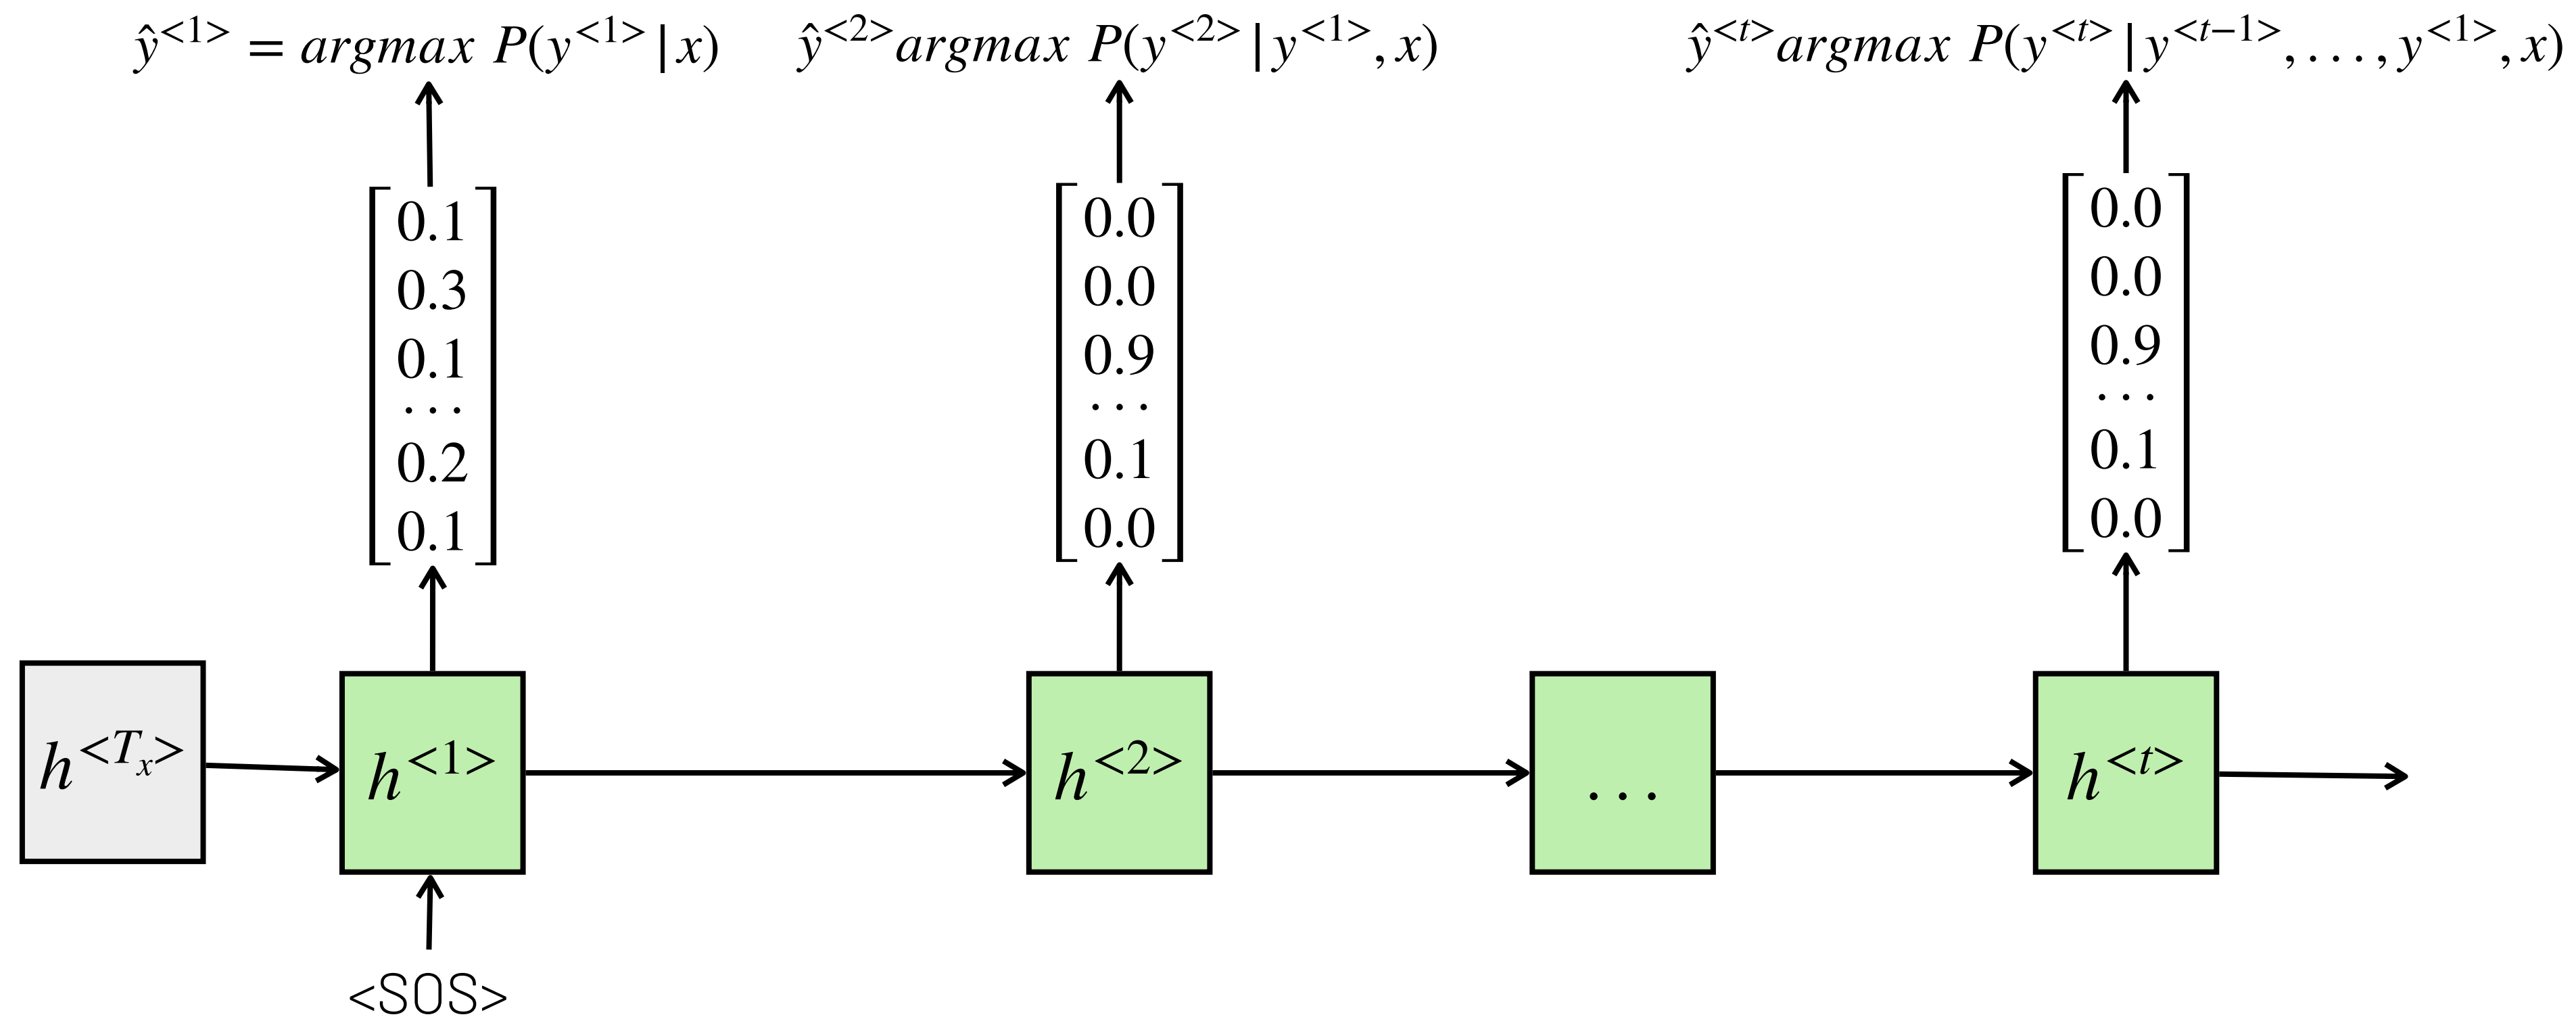 ŷ^{<1>} = argmax P(y^{<1>} | x)
ŷ^{<2>}argmax P(y^{<2>} | y^{<1>}, x)
ŷ^{<t>}argmax P(y^{<t>} | y^{<t−1>}, ..., y^{<1>}, x)
0.1
0.3
0.1
...
0.2
0.1
0.0
0.0
0.9
...
0.1
0.0
0.0
0.0
0.9
...
0.1
0.0
h^{<T_x>}
h^{<1>}
h^{<2>}
...
h^{<t>}
<SOS>